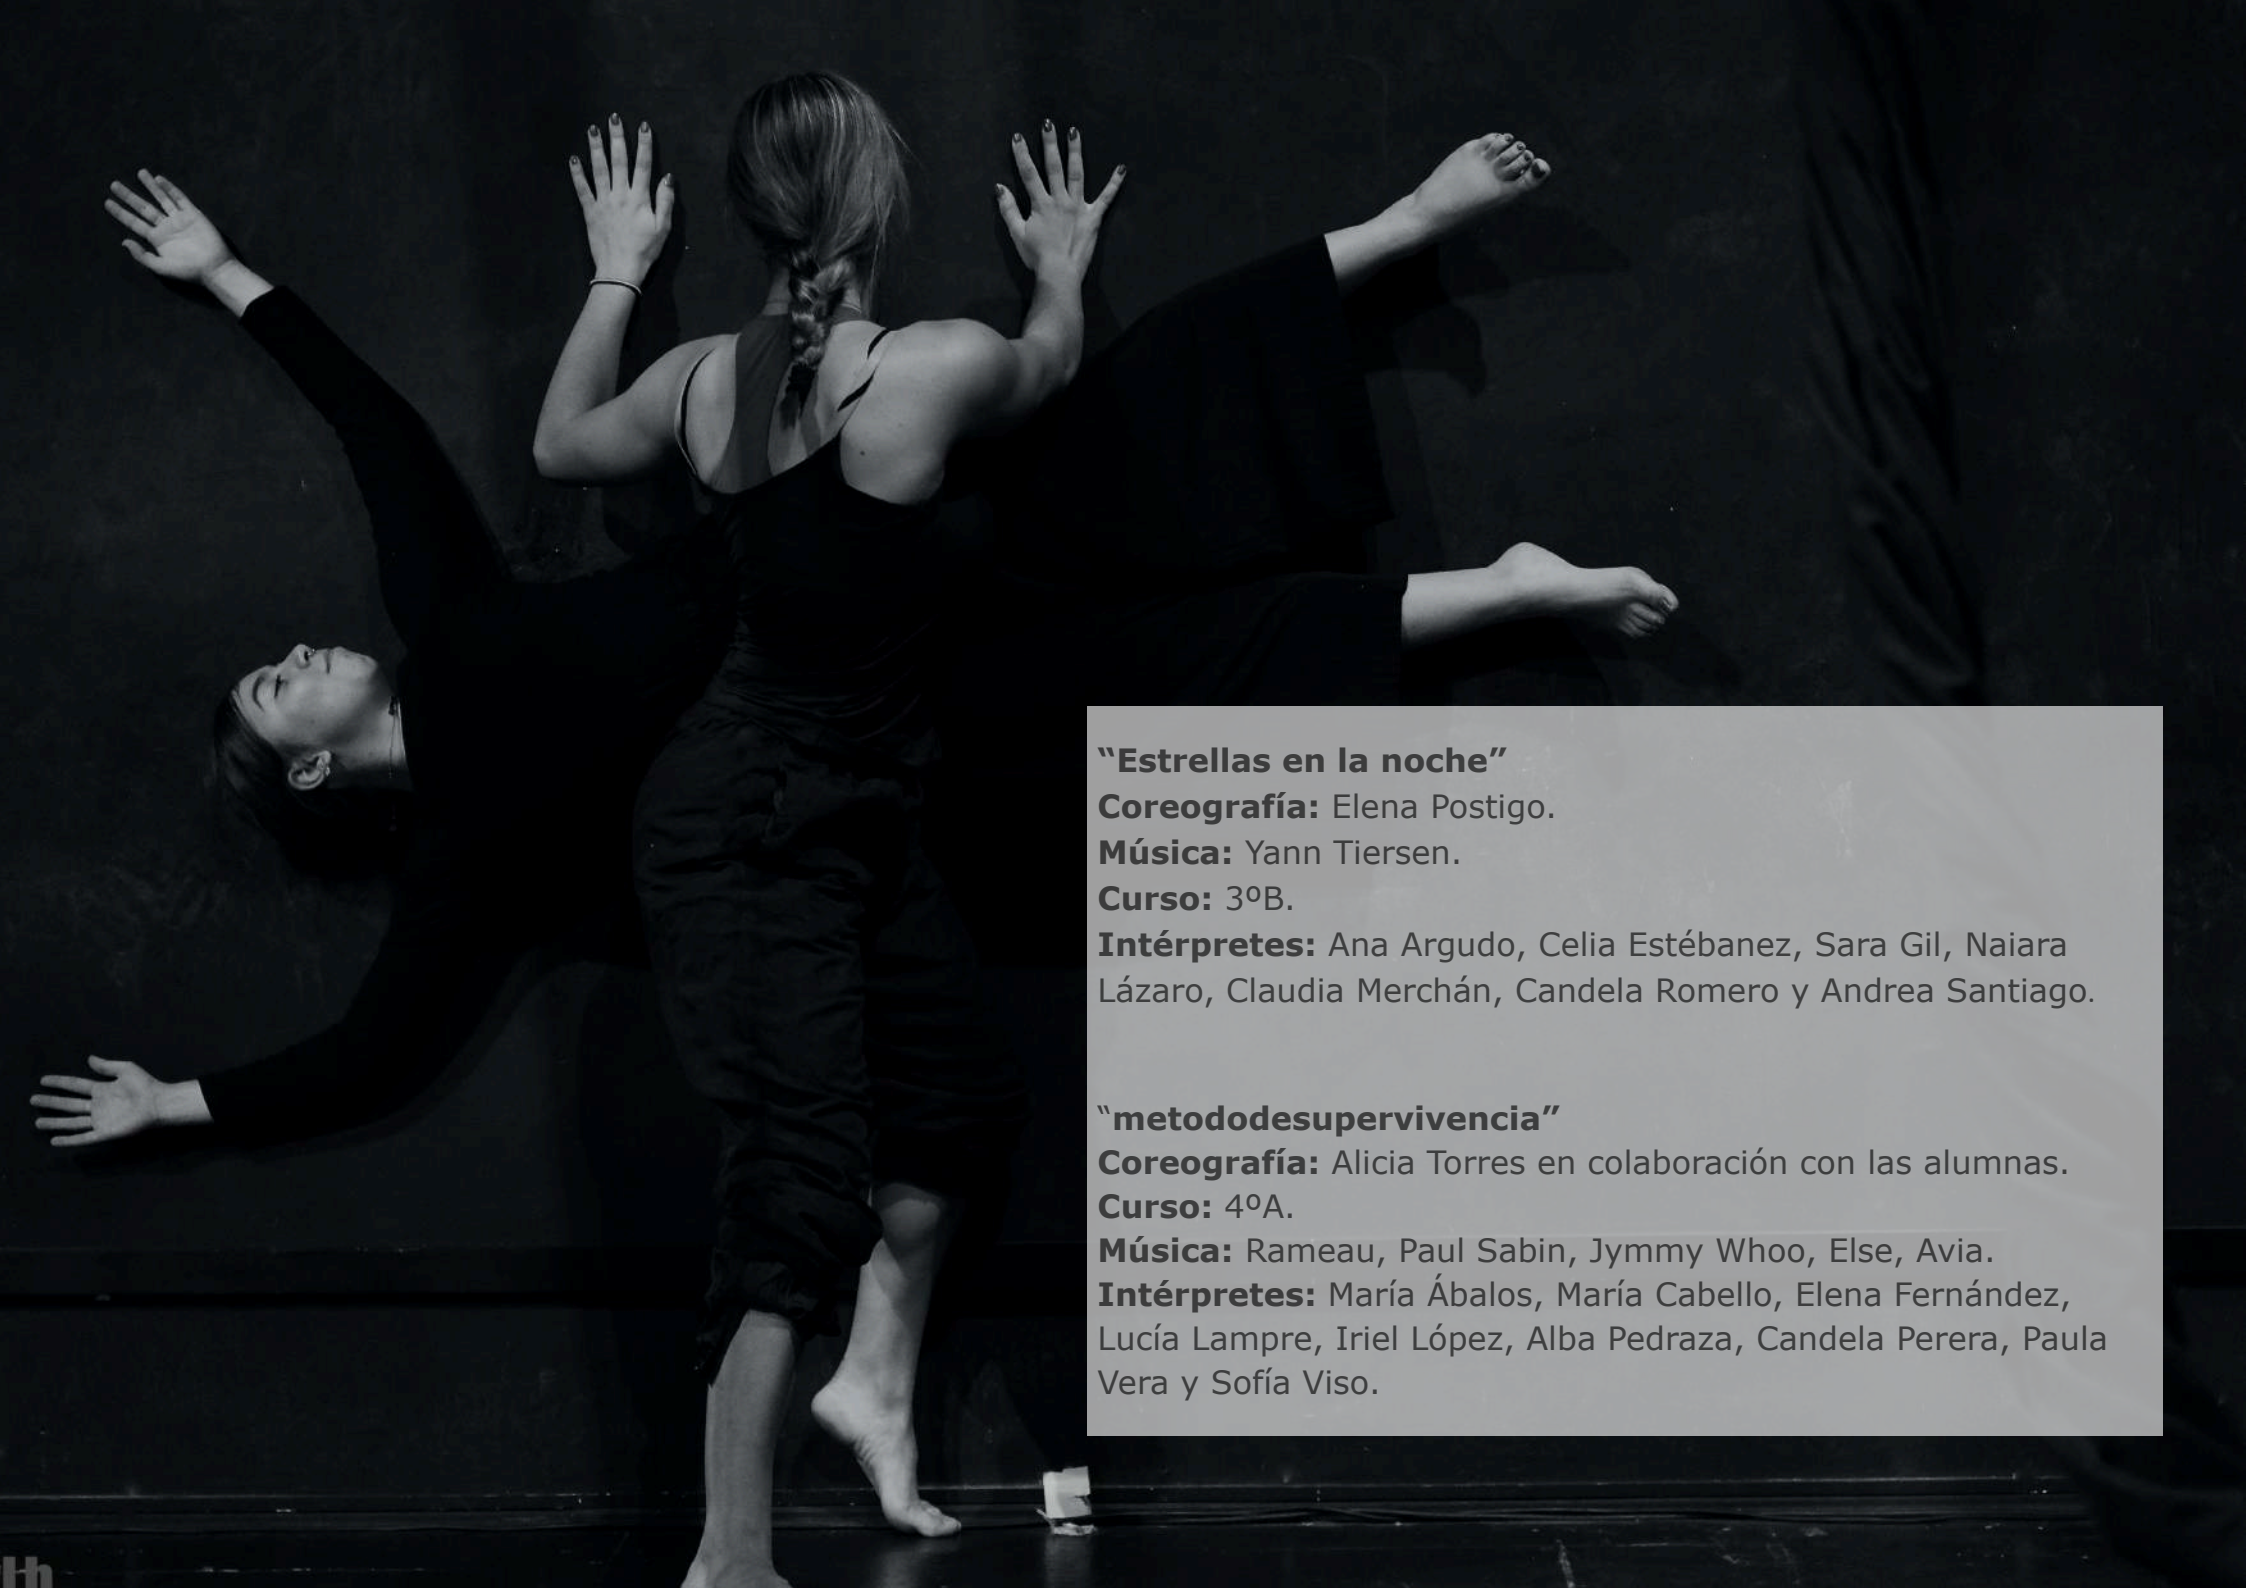 “Estrellas en la noche”
Coreografía: Elena Postigo.
Música: Yann Tiersen.
Curso: 3ºB.
Intérpretes: Ana Argudo, Celia Estébanez, Sara Gil, Naiara
Lázaro, Claudia Merchán, Candela Romero y Andrea Santiago.
“metododesupervivencia”
Coreografía: Alicia Torres en colaboración con las alumnas.
Curso: 4ºA.
Música: Rameau, Paul Sabin, Jymmy Whoo, Else, Avia.
Intérpretes: María Ábalos, María Cabello, Elena Fernández,
Lucía Lampre, Iriel López, Alba Pedraza, Candela Perera, Paula
Vera y Sofía Viso.